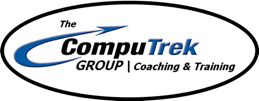 The
CompuTrek
GROUP | Coaching & Training